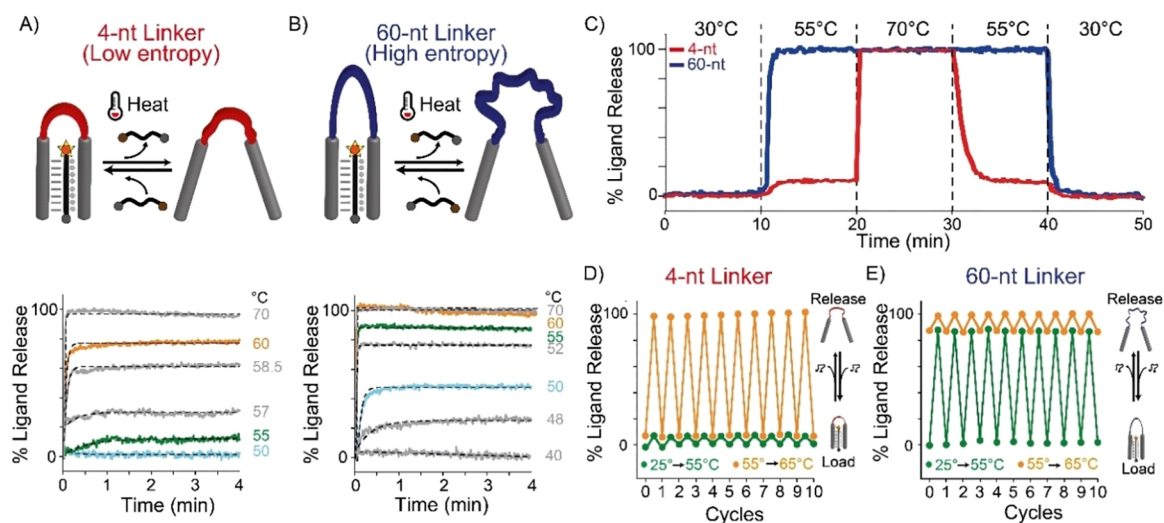 A) 4-nt Linker
(Low entropy)
Heat
% Ligand Release
100
0
°C
70
60
58.5
57
55
50
0 1 2 3 4
Time (min)
B) 60-nt Linker
(High entropy)
Heat
% Ligand Release
100
0
°C
70
60
55
52
50
48
40
0 1 2 3 4
Time (min)
C)
30°C 55°C 70°C 55°C 30°C
4-nt
60-nt
% Ligand Release
100
0
0 10 20 30 40 50
Time (min)
D) 4-nt Linker
% Ligand Release
100
0
25°→55°C 55°→65°C
0 1 2 3 4 5 6 7 8 9 10
Cycles
Release
Load
E) 60-nt Linker
% Ligand Release
100
0
25°→55°C 55°→65°C
0 1 2 3 4 5 6 7 8 9 10
Cycles
Release
Load